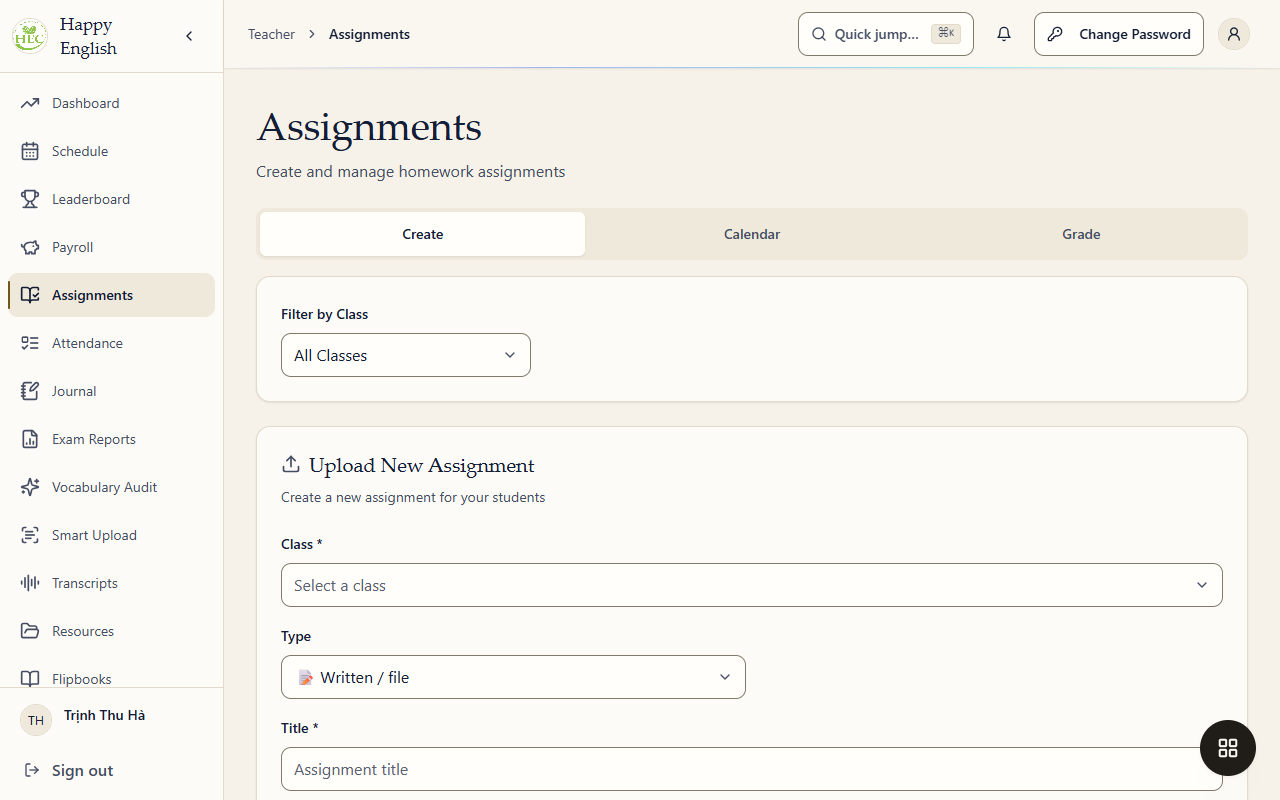 HEC
Happy
English
Teacher > Assignments
Quick jump... ⌘K
Change Password
Dashboard
Schedule
Leaderboard
Payroll
Assignments
Attendance
Journal
Exam Reports
Vocabulary Audit
Smart Upload
Transcripts
Resources
Flipbooks
TH Trịnh Thu Hà
Sign out
Assignments
Create and manage homework assignments
Create Calendar Grade
Filter by Class
All Classes
Upload New Assignment
Create a new assignment for your students
Class *
Select a class
Type
📝 Written / file
Title *
Assignment title